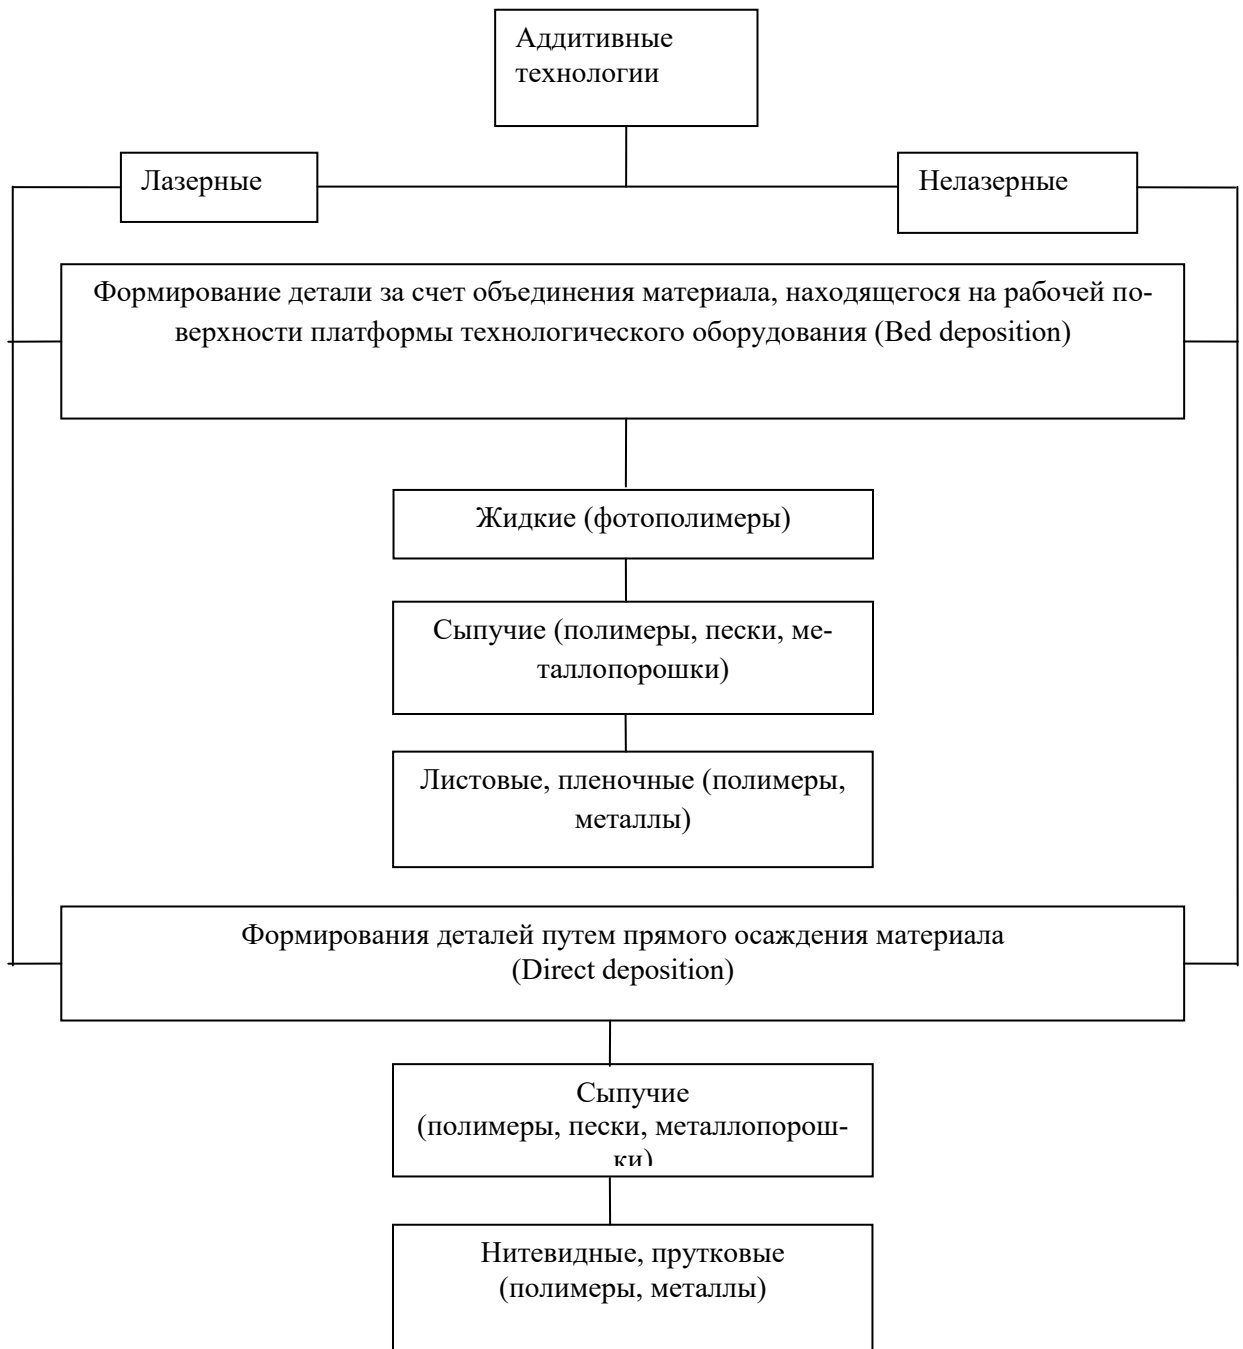 Аддитивные
технологии
Лазерные
Нелазерные
Формирование детали за счет объединения материала, находящегося на рабочей по-
верхности платформы технологического оборудования (Bed deposition)
Жидкие (фотополимеры)
Сыпучие (полимеры, пески, ме-
таллопорошки)
Листовые, пленочные (полимеры,
металлы)
Формирования деталей путем прямого осаждения материала
(Direct deposition)
Сыпучие
(полимеры, пески, металлопорош-
ки)
Нитевидные, прутковые
(полимеры, металлы)